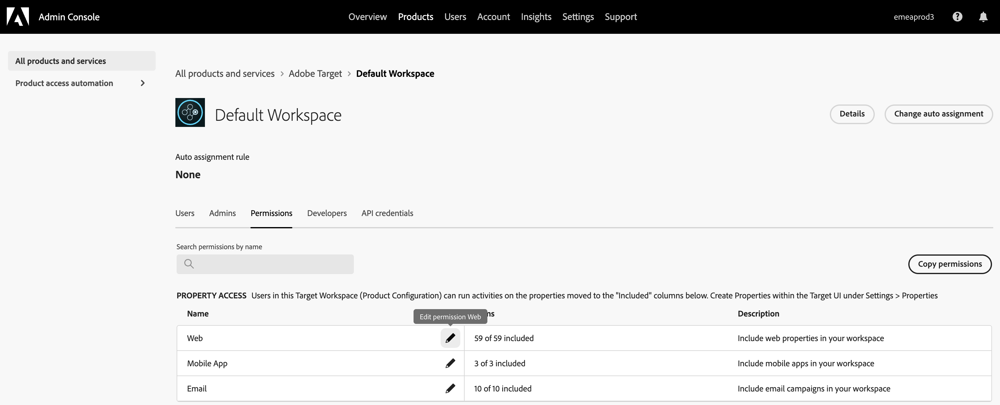 Admin Console
Overview Products Users Account Insights Settings Support
emeaprod3
All products and services
Product access automation
All products and services > Adobe Target > Default Workspace
Default Workspace
Details
Change auto assignment
Auto assignment rule
None
Users Admins Permissions Developers API credentials
Search permissions by name
Copy permissions
PROPERTY ACCESS Users in this Target Workspace (Product Configuration) can run activities on the properties moved to the "Included" columns below. Create Properties within the Target UI under Settings > Properties
Name Description
Edit permission Web
Web 59 of 59 included Include web properties in your workspace
Mobile App 3 of 3 included Include mobile apps in your workspace
Email 10 of 10 included Include email campaigns in your workspace